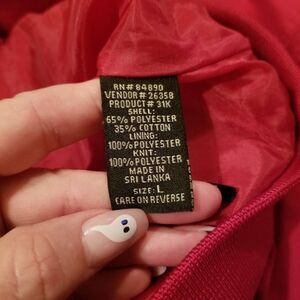 RN# 84890
VENDOR# 26358
PRODUCT# 31K
SHELL:
65% POLYESTER
35% COTTON
LINING:
100% POLYESTER
KNIT:
100% POLYESTER
MADE IN
SRI LANKA
SIZE: L
CARE ON REVERSE